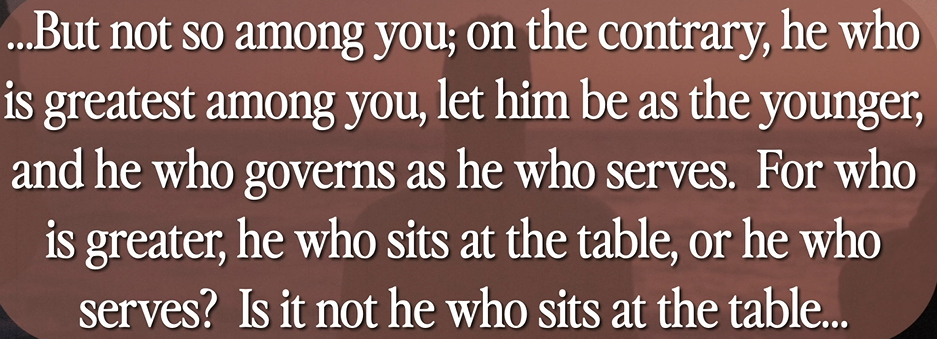 ...But not so among you; on the contrary, he who
is greatest among you, let him be as the younger,
and he who governs as he who serves.  For who
is greater, he who sits at the table, or he who
serves?  Is it not he who sits at the table...